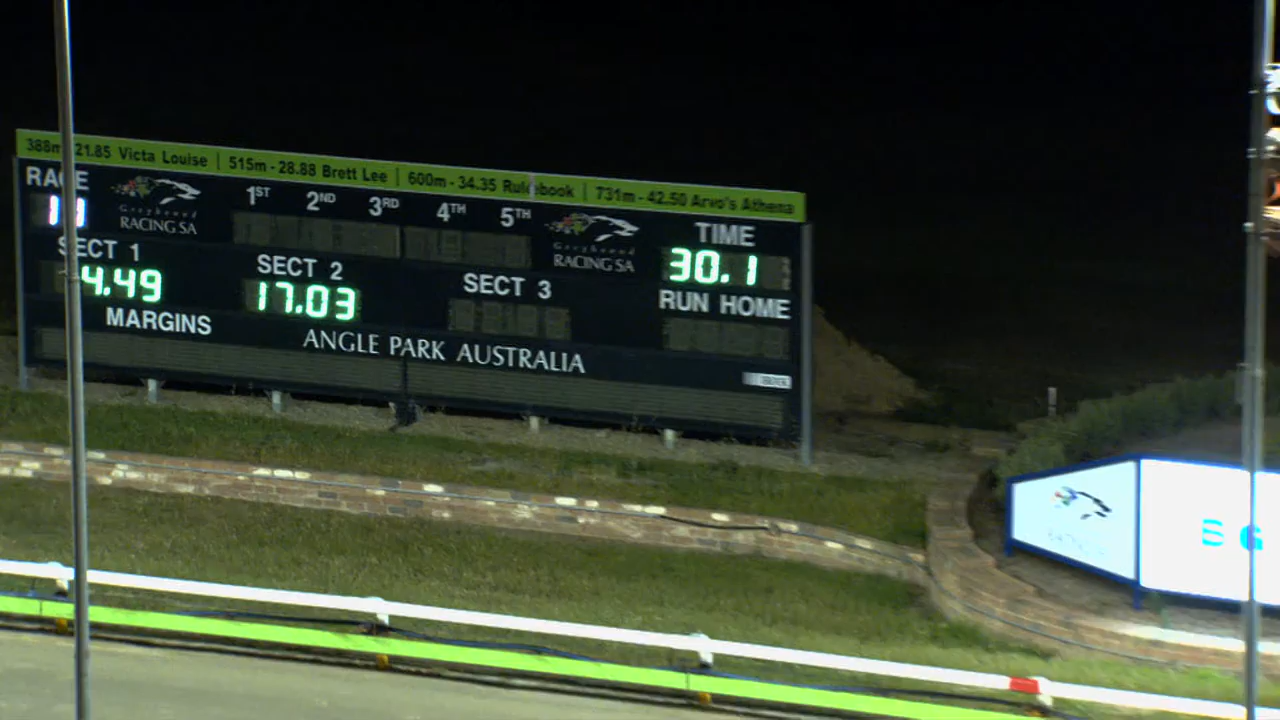 388m 21.85 Victa Louise | 515m - 28.88 Brett Lee | 600m - 34.35 Rulebook | 731m - 42.50 Arvo's Athena
RACE
Greyhound
RACING SA
1ST 2ND 3RD 4TH 5TH
Greyhound
RACING SA
TIME
30.1
SECT 1
4.49
SECT 2
17.03
SECT 3
RUN HOME
MARGINS
ANGLE PARK AUSTRALIA
S G